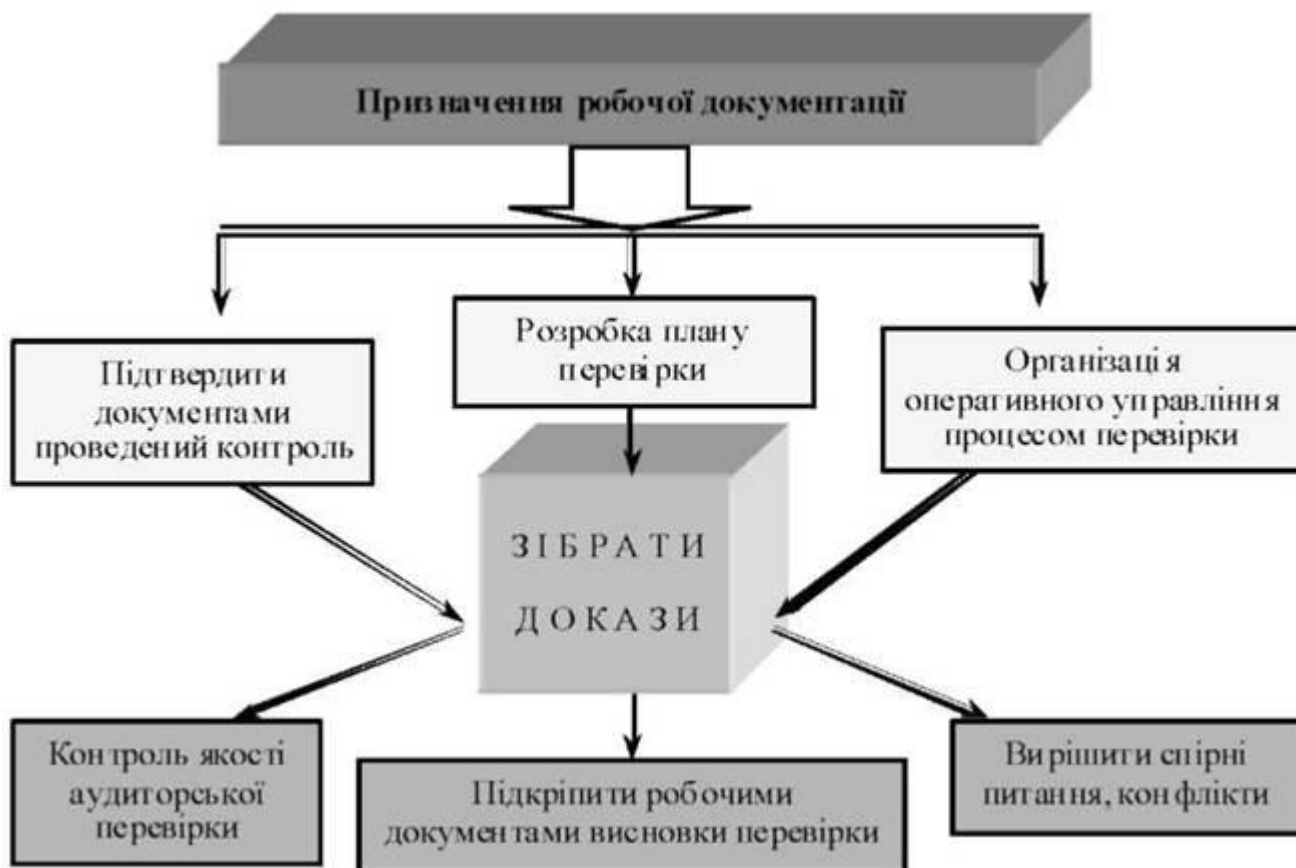 Призначення робочої документації
Розробка плану
перевірки
Підтвердити
документами
проведений контроль
Організація
оперативного управління
процесом перевірки
ЗІБРАТИ
ДОКАЗИ
Контроль якості
аудиторської
перевірки
Підкріпити робочими
документами висновки перевірки
Вирішити спірні
питання, конфлікти